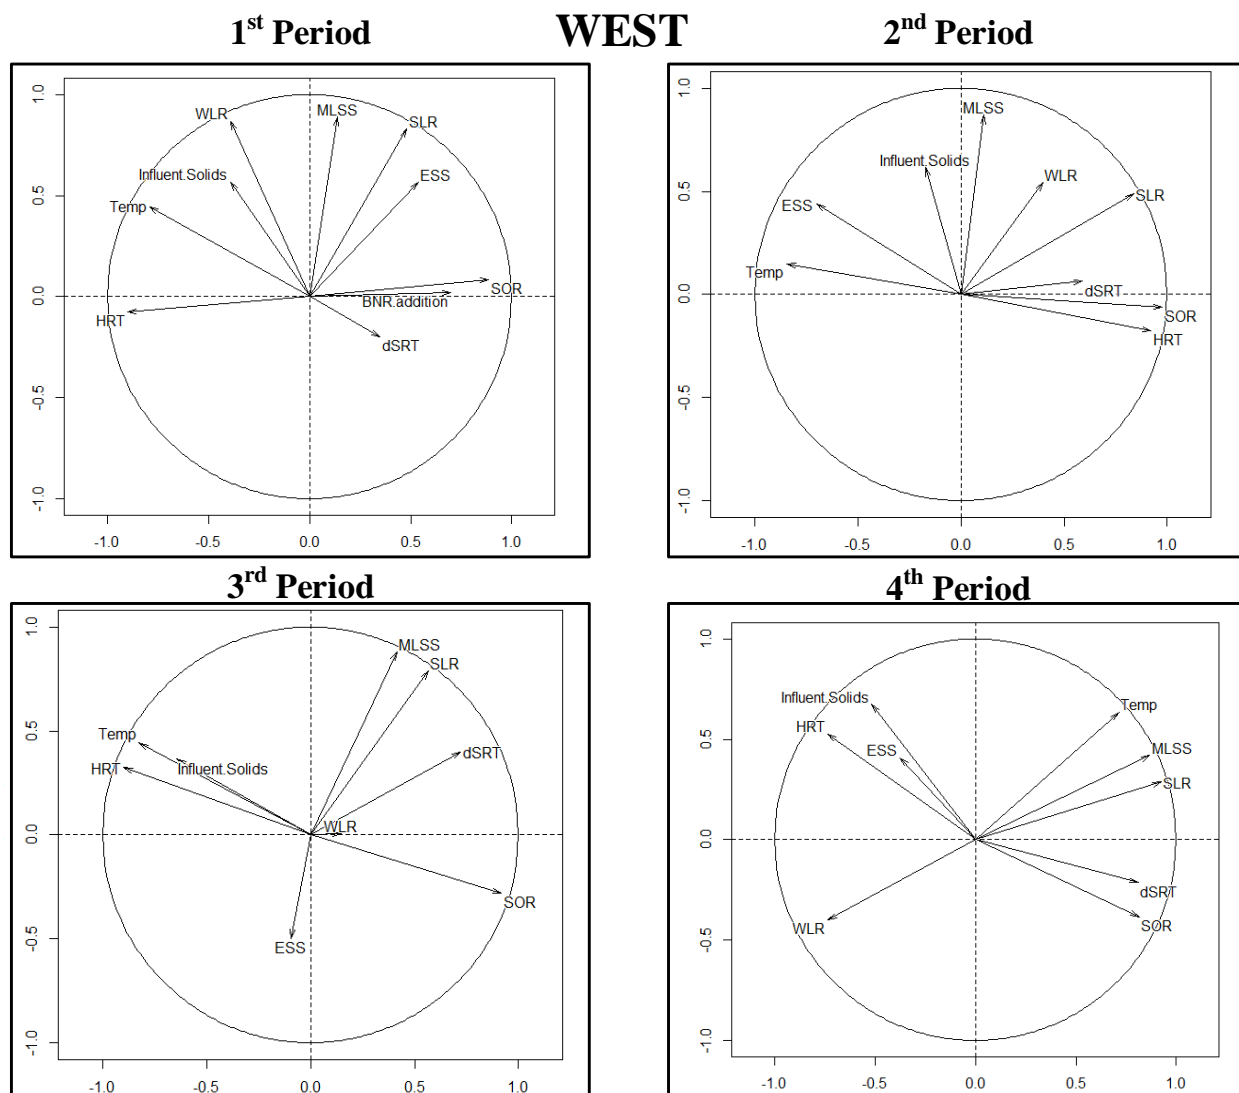 WEST
1st Period
2nd Period
WLR
MLSS
SLR
Influent.Solids
ESS
Temp
SOR
BNR.addition
HRT
dSRT
1.0
0.5
0.0
-0.5
-1.0
-1.0 -0.5 0.0 0.5 1.0
MLSS
Influent.Solids
WLR
SLR
ESS
Temp
dSRT
SOR
HRT
1.0
0.5
0.0
-0.5
-1.0
-1.0 -0.5 0.0 0.5 1.0
3rd Period
4th Period
MLSS
SLR
Temp
dSRT
HRT
Influent.Solids
WLR
SOR
ESS
1.0
0.5
0.0
-0.5
-1.0
-1.0 -0.5 0.0 0.5 1.0
Influent.Solids
Temp
HRT
ESS
MLSS
SLR
dSRT
WLR
SOR
1.0
0.5
0.0
-0.5
-1.0
-1.0 -0.5 0.0 0.5 1.0